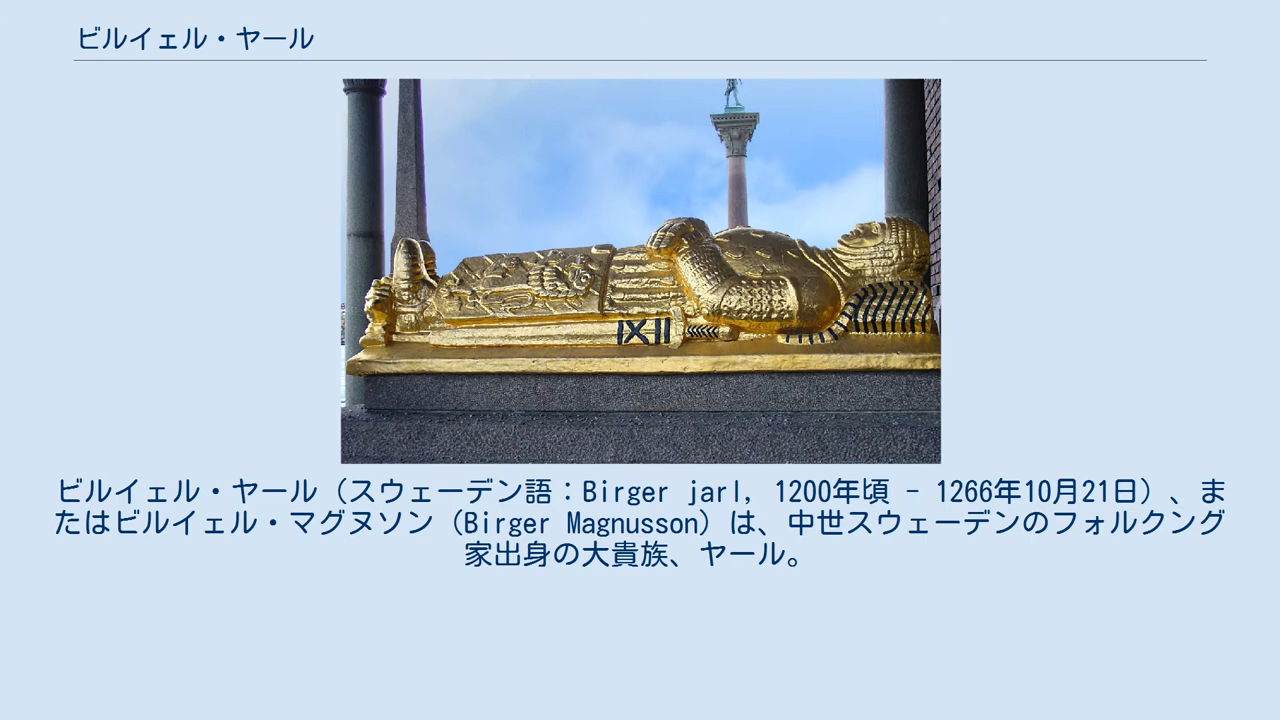 ビルイェル・ヤール
IXII
ビルイェル・ヤール（スウェーデン語：Birger jarl, 1200年頃 - 1266年10月21日）、ま
たはビルイェル・マグヌソン（Birger Magnusson）は、中世スウェーデンのフォルクング
家出身の大貴族、ヤール。